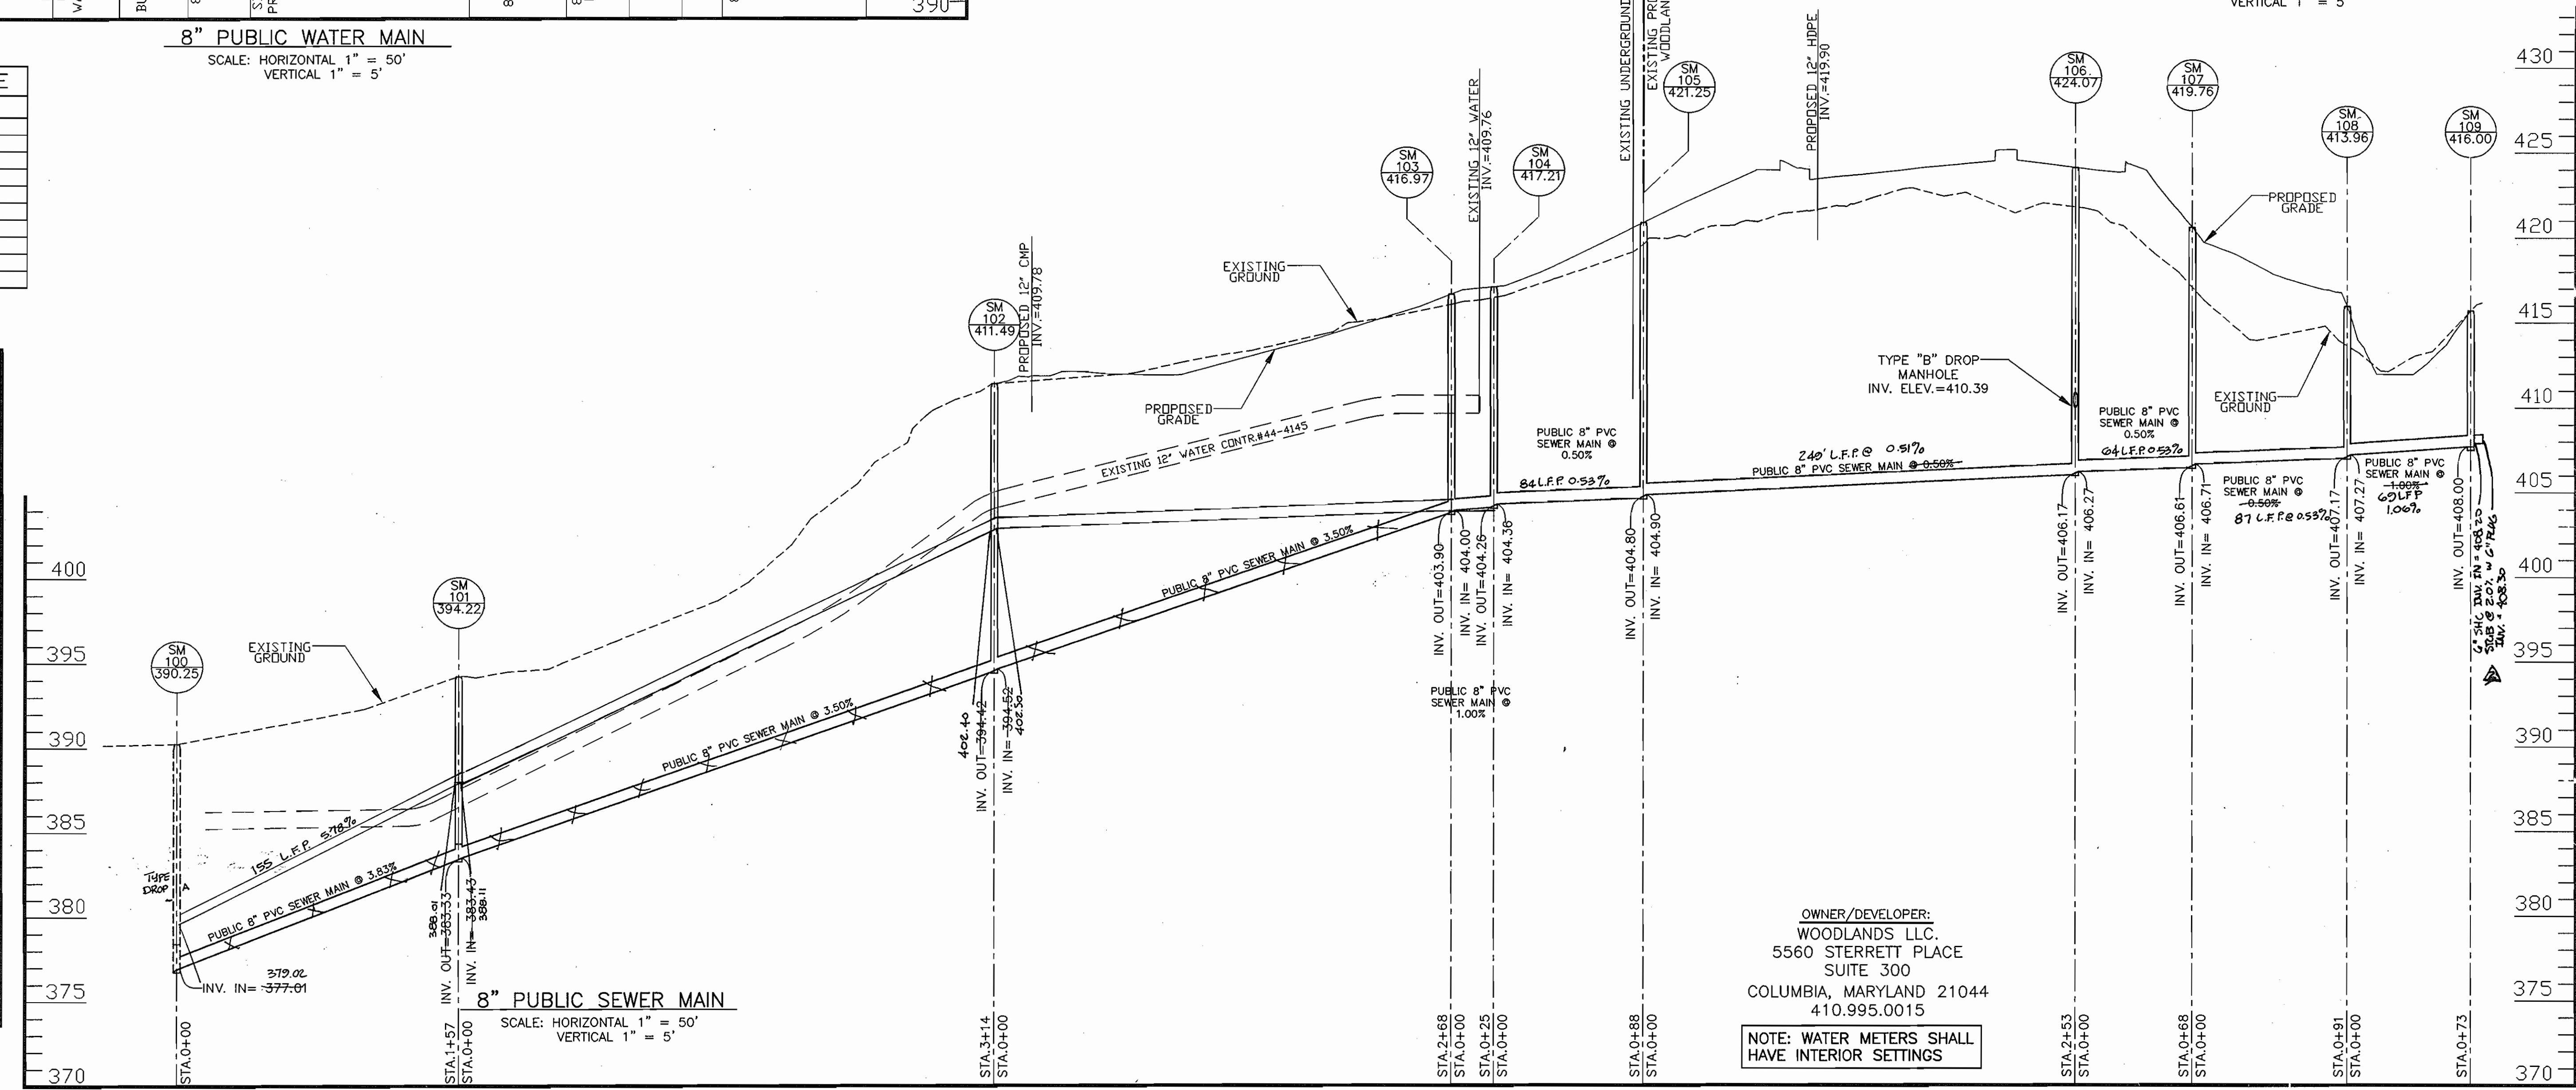 390
8" PUBLIC WATER MAIN
SCALE: HORIZONTAL 1" = 50'
VERTICAL 1" = 5'
VERTICAL 1" = 5'
SM
100
390.25
SM
101
394.22
SM
102
411.49
SM
103
416.97
SM
104
417.21
SM
105
421.25
SM
106
424.07
SM
107
419.76
SM
108
413.96
SM
109
416.00
PROPOSED 12" CMP
INV.=409.78
EXISTING 12" WATER
INV.=409.76
EXISTING UNDERGROUND
PROPOSED 12" HDPE
INV.=419.90
EXISTING
GROUND
EXISTING
GROUND
PROPOSED
GRADE
PROPOSED
GRADE
EXISTING
GROUND
EXISTING 12" WATER CONTR.#44-4145
TYPE "B" DROP
MANHOLE
INV. ELEV.=410.39
PUBLIC 8" PVC
SEWER MAIN @
0.50%
84 L.F.P. 0.53%
240' L.F.P. @ 0.51%
PUBLIC 8" PVC SEWER MAIN @ 0.50%
PUBLIC 8" PVC
SEWER MAIN @
0.50%
64 L.F.P. 0.53%
PUBLIC 8" PVC
SEWER MAIN @
0.50%
87 L.F.P. @ 0.53%
PUBLIC 8" PVC
SEWER MAIN @
1.00%
69 LFP
1.06%
PUBLIC 8" PVC SEWER MAIN @ 3.50%
PUBLIC 8" PVC SEWER MAIN @ 3.50%
155 L.F.P. 5.78%
PUBLIC 8" PVC SEWER MAIN @ 3.83%
TYPE
DROP A
379.02
INV. IN= 377.01
388.01
INV. OUT=383.33
INV. IN= 383.43
388.11
402.40
INV. OUT=394.42
INV. IN= 394.52
402.50
INV. OUT=403.90
INV. IN= 404.00
INV. OUT=404.26
INV. IN= 404.36
PUBLIC 8" PVC
SEWER MAIN @
1.00%
INV. OUT=404.80
INV. IN= 404.90
INV. OUT=406.17
INV. IN= 406.27
INV. OUT=406.61
INV. IN= 406.71
INV. OUT=407.17
INV. IN= 407.27
INV. OUT=408.00
6" SHC INV. IN = 408.20
STUB @ 2.0% W 6" PLUG
INV. = 408.30
400
395
390
385
380
375
370
430
425
420
415
410
405
400
395
390
385
380
375
370
8" PUBLIC SEWER MAIN
SCALE: HORIZONTAL 1" = 50'
VERTICAL 1" = 5'
OWNER/DEVELOPER:
WOODLANDS LLC.
5560 STERRETT PLACE
SUITE 300
COLUMBIA, MARYLAND 21044
410.995.0015
NOTE: WATER METERS SHALL
HAVE INTERIOR SETTINGS
STA.0+00
STA.1+57
STA.0+00
STA.3+14
STA.0+00
STA.2+68
STA.0+00
STA.0+25
STA.0+00
STA.0+88
STA.0+00
STA.2+53
STA.0+00
STA.0+68
STA.0+00
STA.0+91
STA.0+00
STA.0+73